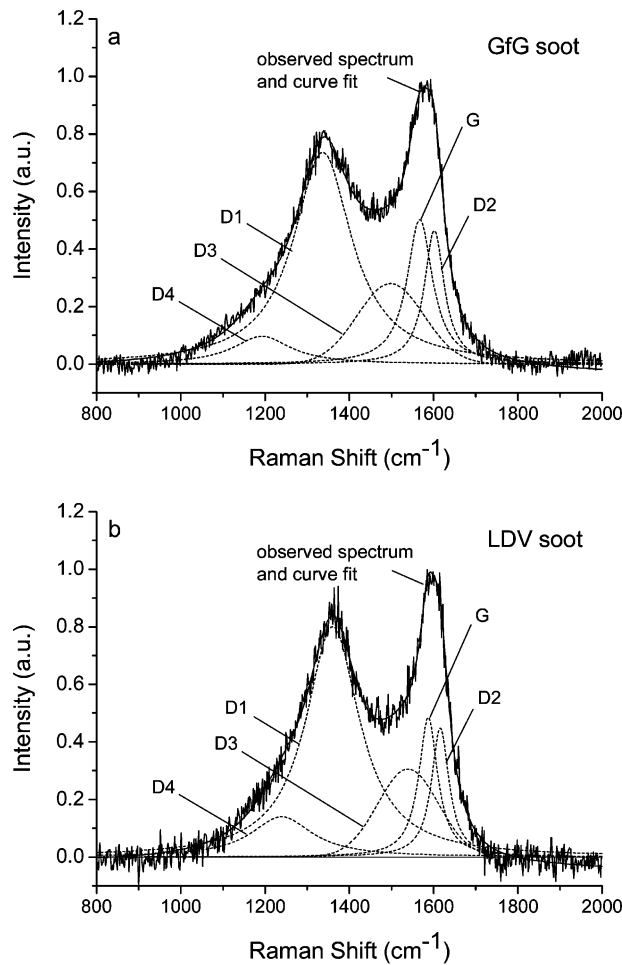 a
GfG soot
observed spectrum
and curve fit
G
D1
D2
D3
D4
Intensity (a.u.)
1.2
1.0
0.8
0.6
0.4
0.2
0.0
800 1000 1200 1400 1600 1800 2000
Raman Shift (cm⁻¹)
b
LDV soot
observed spectrum
and curve fit
G
D1
D2
D3
D4
Intensity (a.u.)
1.2
1.0
0.8
0.6
0.4
0.2
0.0
800 1000 1200 1400 1600 1800 2000
Raman Shift (cm⁻¹)